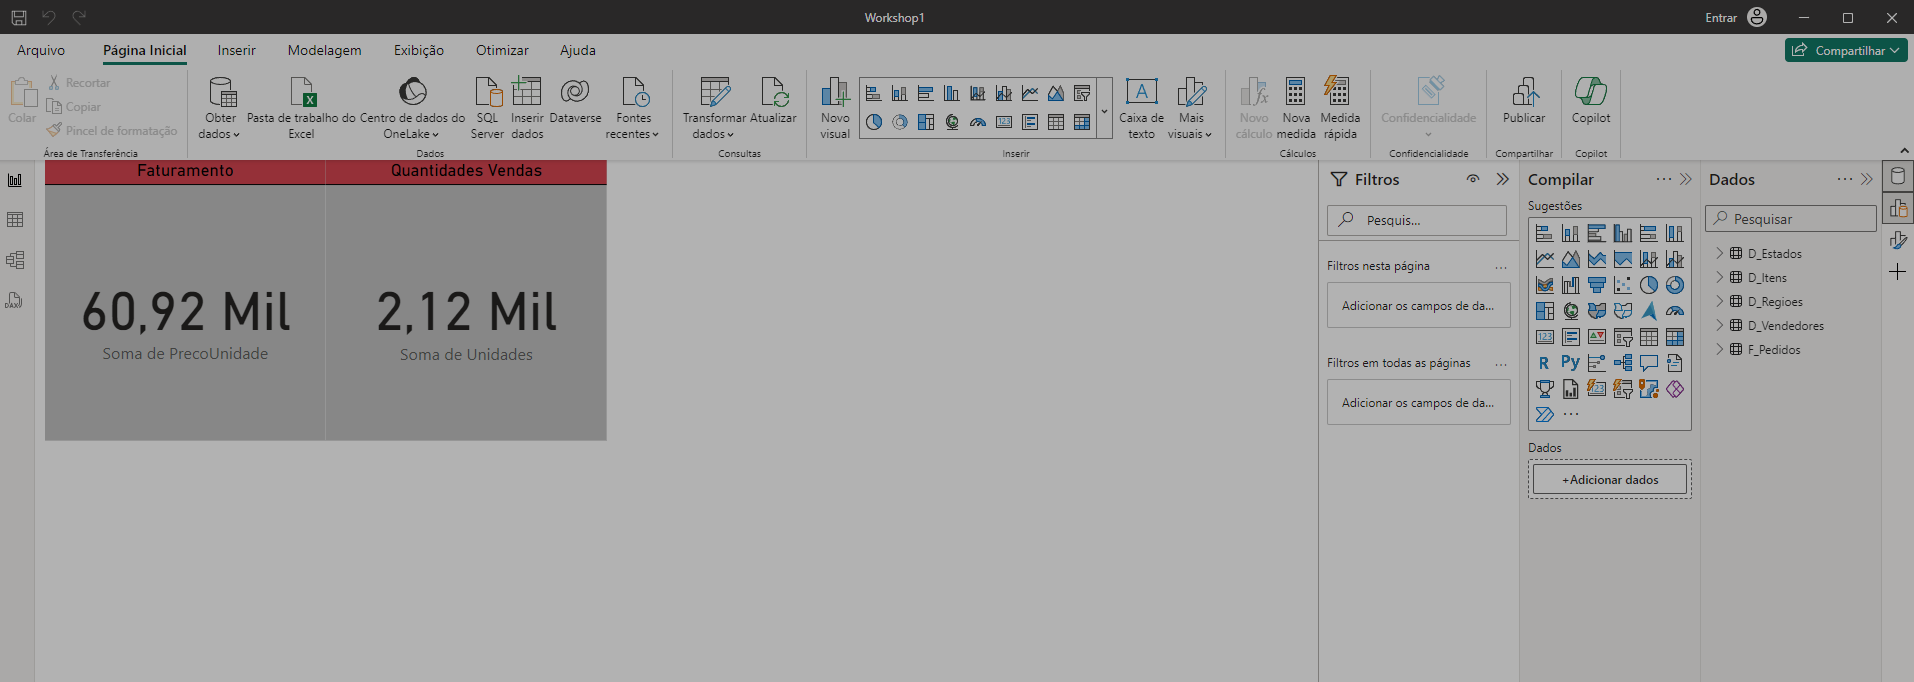 Workshop1
Entrar
Arquivo
Página Inicial
Inserir
Modelagem
Exibição
Otimizar
Ajuda
Compartilhar
Colar
Recortar
Copiar
Pincel de formatação
Área de Transferência
Obter
dados
Pasta de trabalho do
Excel
Centro de dados do
OneLake
SQL
Server
Inserir
dados
Dataverse
Fontes
recentes
Dados
Transformar
dados
Atualizar
Consultas
Novo
visual
Caixa de
texto
Mais
visuais
Inserir
Novo
cálculo
Nova
medida
Medida
rápida
Cálculos
Confidencialidade
Confidencialidade
Publicar
Compartilhar
Copilot
Copilot
Faturamento
60,92 Mil
Soma de PrecoUnidade
Quantidades Vendas
2,12 Mil
Soma de Unidades
Filtros
Pesquis...
Filtros nesta página
Adicionar os campos de da...
Filtros em todas as páginas
Adicionar os campos de da...
Compilar
Sugestões
R
Py
Dados
+Adicionar dados
Dados
Pesquisar
D_Estados
D_Itens
D_Regioes
D_Vendedores
F_Pedidos
DAX